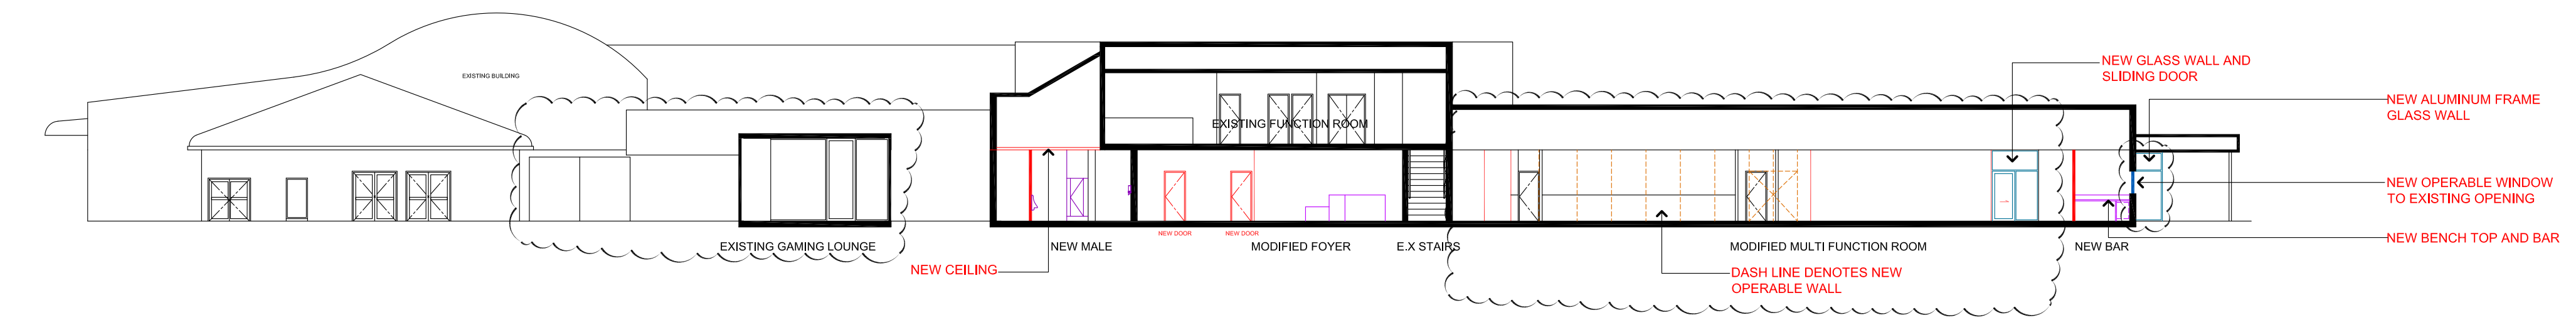 EXISTING BUILDING
NEW GLASS WALL AND
SLIDING DOOR
NEW ALUMINUM FRAME
GLASS WALL
EXISTING FUNCTION ROOM
NEW OPERABLE WINDOW
TO EXISTING OPENING
NEW DOOR
NEW DOOR
NEW BENCH TOP AND BAR
EXISTING GAMING LOUNGE
NEW MALE
MODIFIED FOYER
E.X STAIRS
MODIFIED MULTI FUNCTION ROOM
NEW BAR
NEW CEILING
DASH LINE DENOTES NEW
OPERABLE WALL